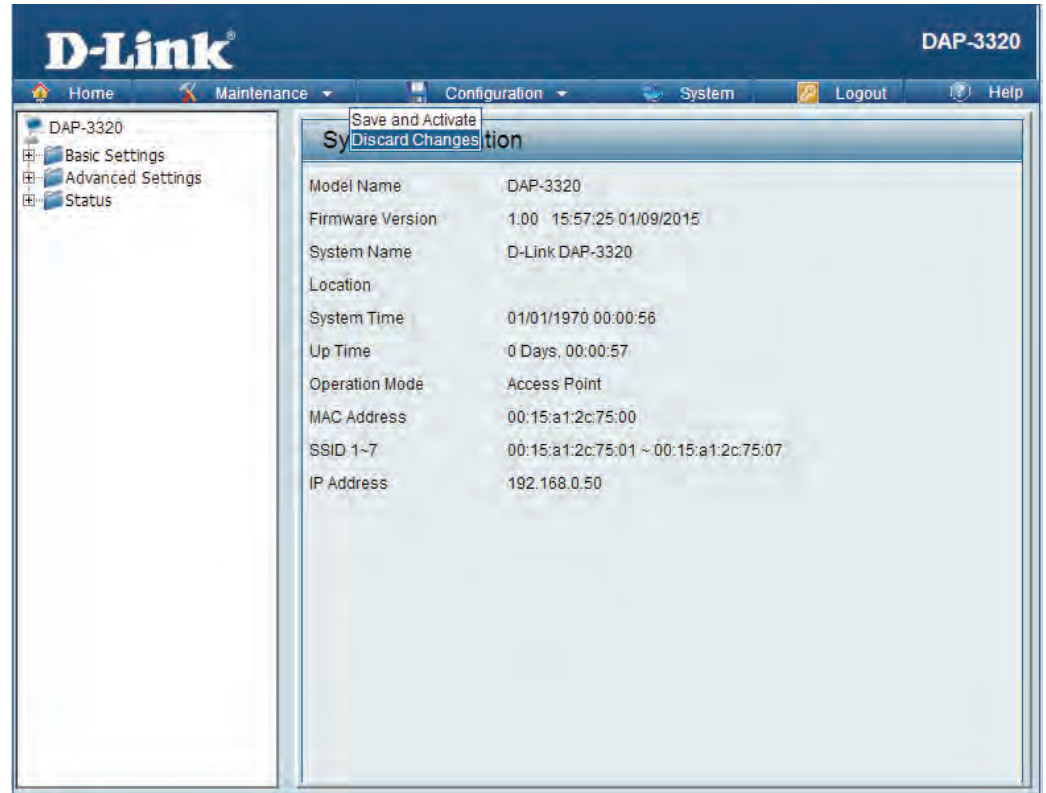 D-Link®
DAP-3320
Home Maintenance Configuration System Logout Help
Save and Activate
Discard Changes
DAP-3320
Basic Settings
Advanced Settings
Status
Sy tion
Model Name DAP-3320
Firmware Version 1.00 15:57:25 01/09/2015
System Name D-Link DAP-3320
Location
System Time 01/01/1970 00:00:56
Up Time 0 Days, 00:00:57
Operation Mode Access Point
MAC Address 00:15:a1:2c:75:00
SSID 1~7 00:15:a1:2c:75:01 ~ 00:15:a1:2c:75:07
IP Address 192.168.0.50